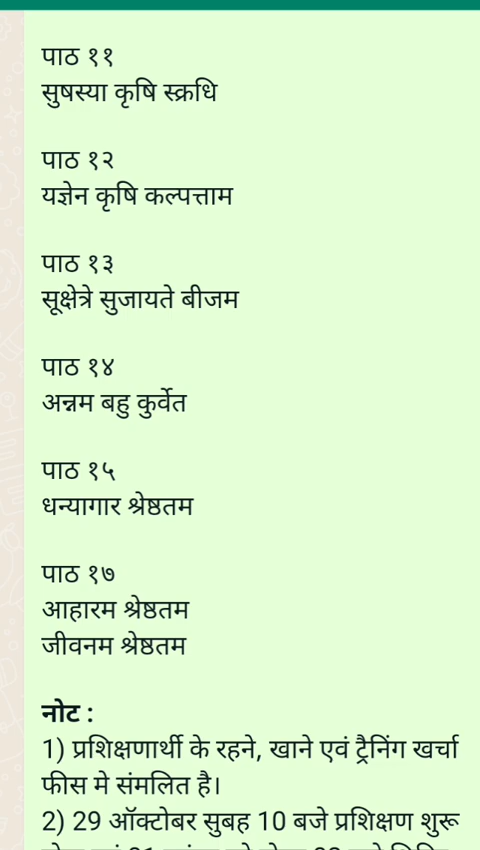 पाठ ११
सुषस्या कृषि स्क्रधि
पाठ १२
यज्ञेन कृषि कल्पत्ताम
पाठ १३
सूक्षेत्रे सुजायते बीजम
पाठ १४
अन्नम बहु कुर्वेत
पाठ १५
धन्यागार श्रेष्ठतम
पाठ १७
आहारम श्रेष्ठतम
जीवनम श्रेष्ठतम
नोट :
1) प्रशिक्षणार्थी के रहने, खाने एवं ट्रैनिंग खर्चा
फीस मे संमलित है।
2) 29 ऑक्टोबर सुबह 10 बजे प्रशिक्षण शुरू